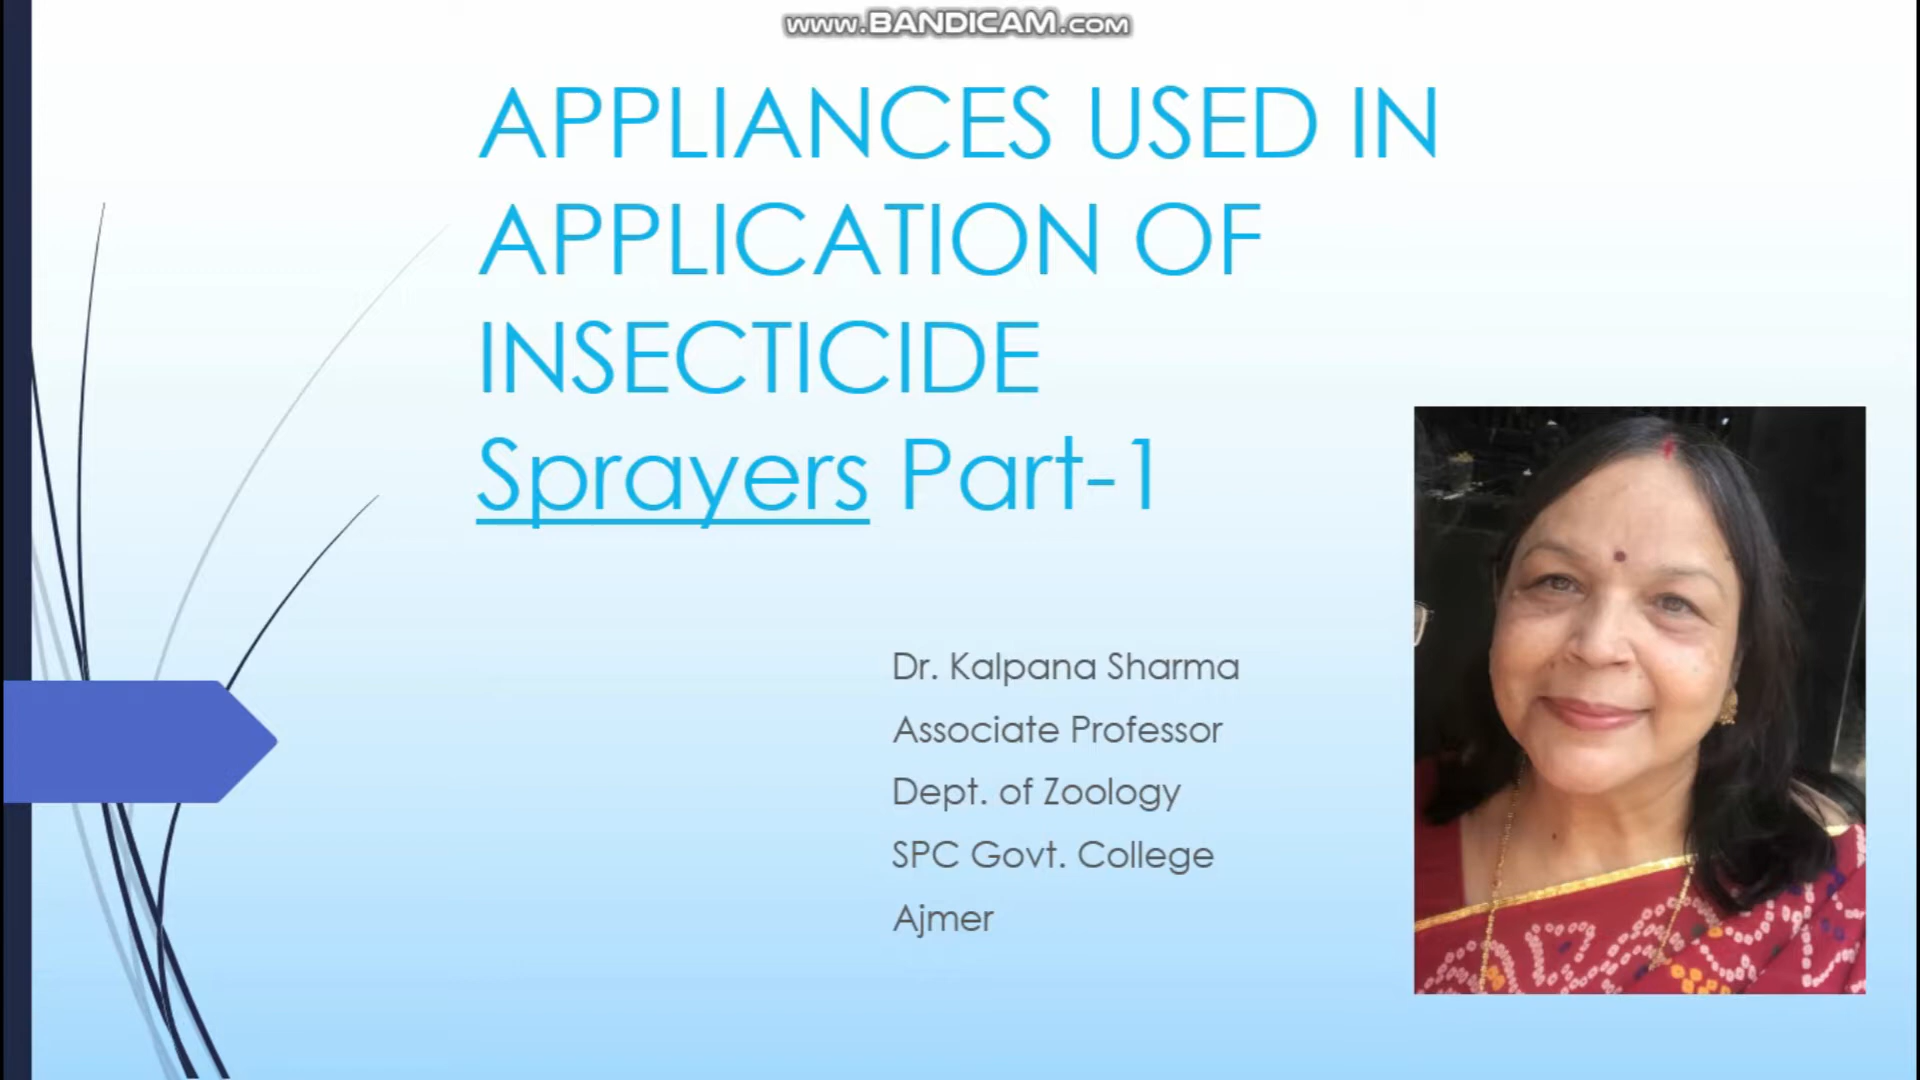 www.BANDICAM.com
APPLIANCES USED IN
APPLICATION OF
INSECTICIDE
Sprayers Part-1
Dr. Kalpana Sharma
Associate Professor
Dept. of Zoology
SPC Govt. College
Ajmer